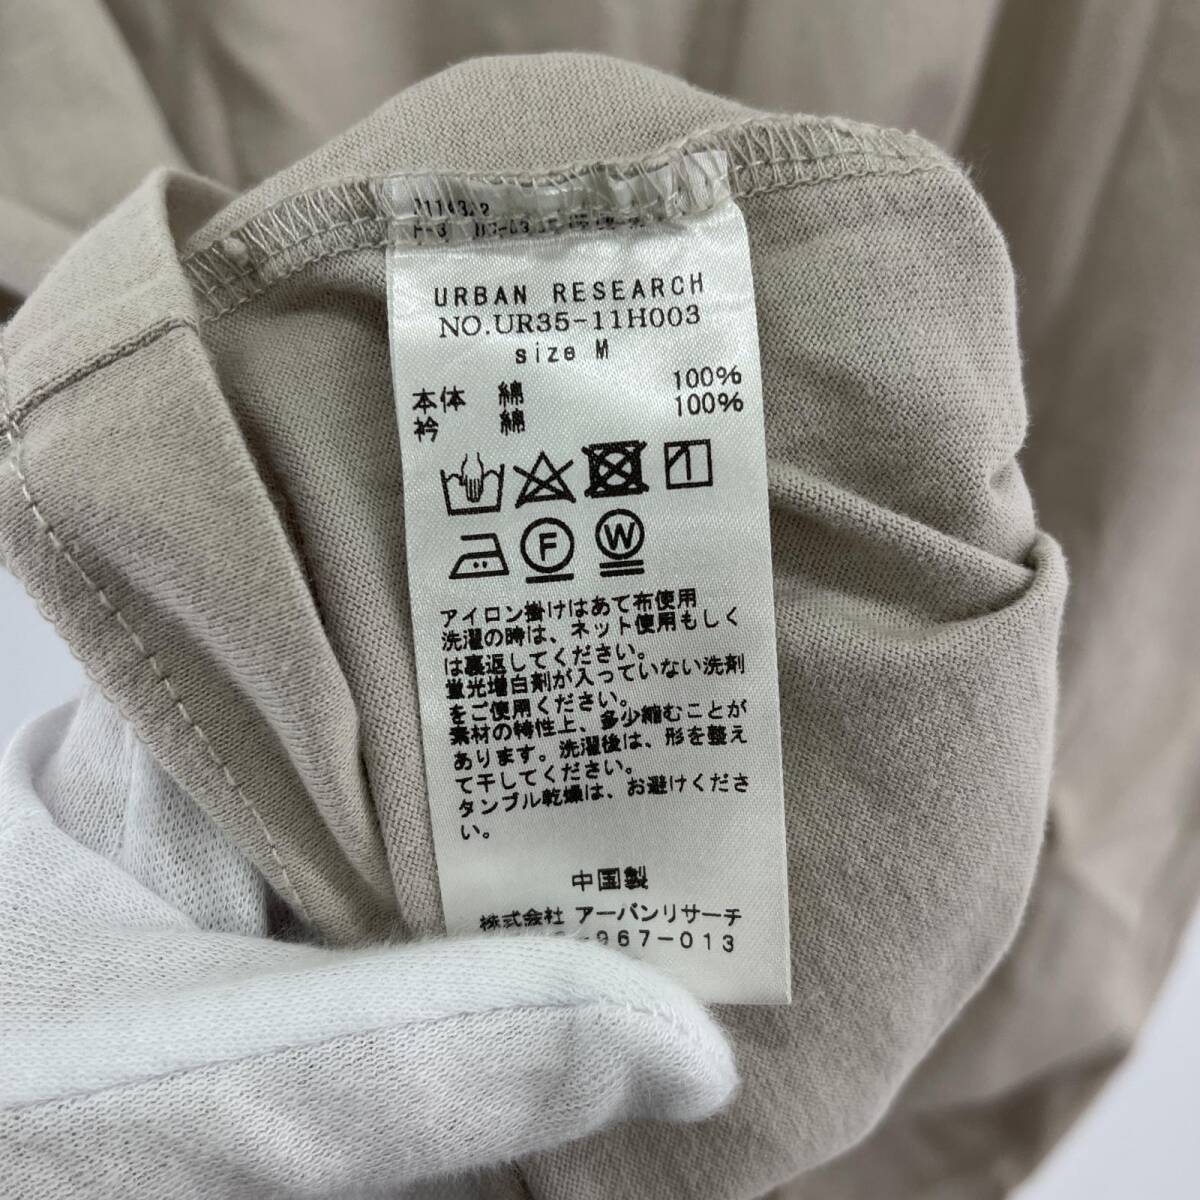 URBAN RESEARCH
NO.UR35-11H003
size M
本体 綿 100%
衿 綿 100%
F W
アイロン掛けはあて布使用
洗濯の時は、ネット使用もしく
は裏返してください。
蛍光増白剤が入っていない洗剤
をご使用ください。
素材の特性上、多少縮むことが
あります。洗濯後は、形を整え
て干してください。
タンブル乾燥は、お避けくださ
い。
中国製
株式会社 アーバンリサーチ
-967-013